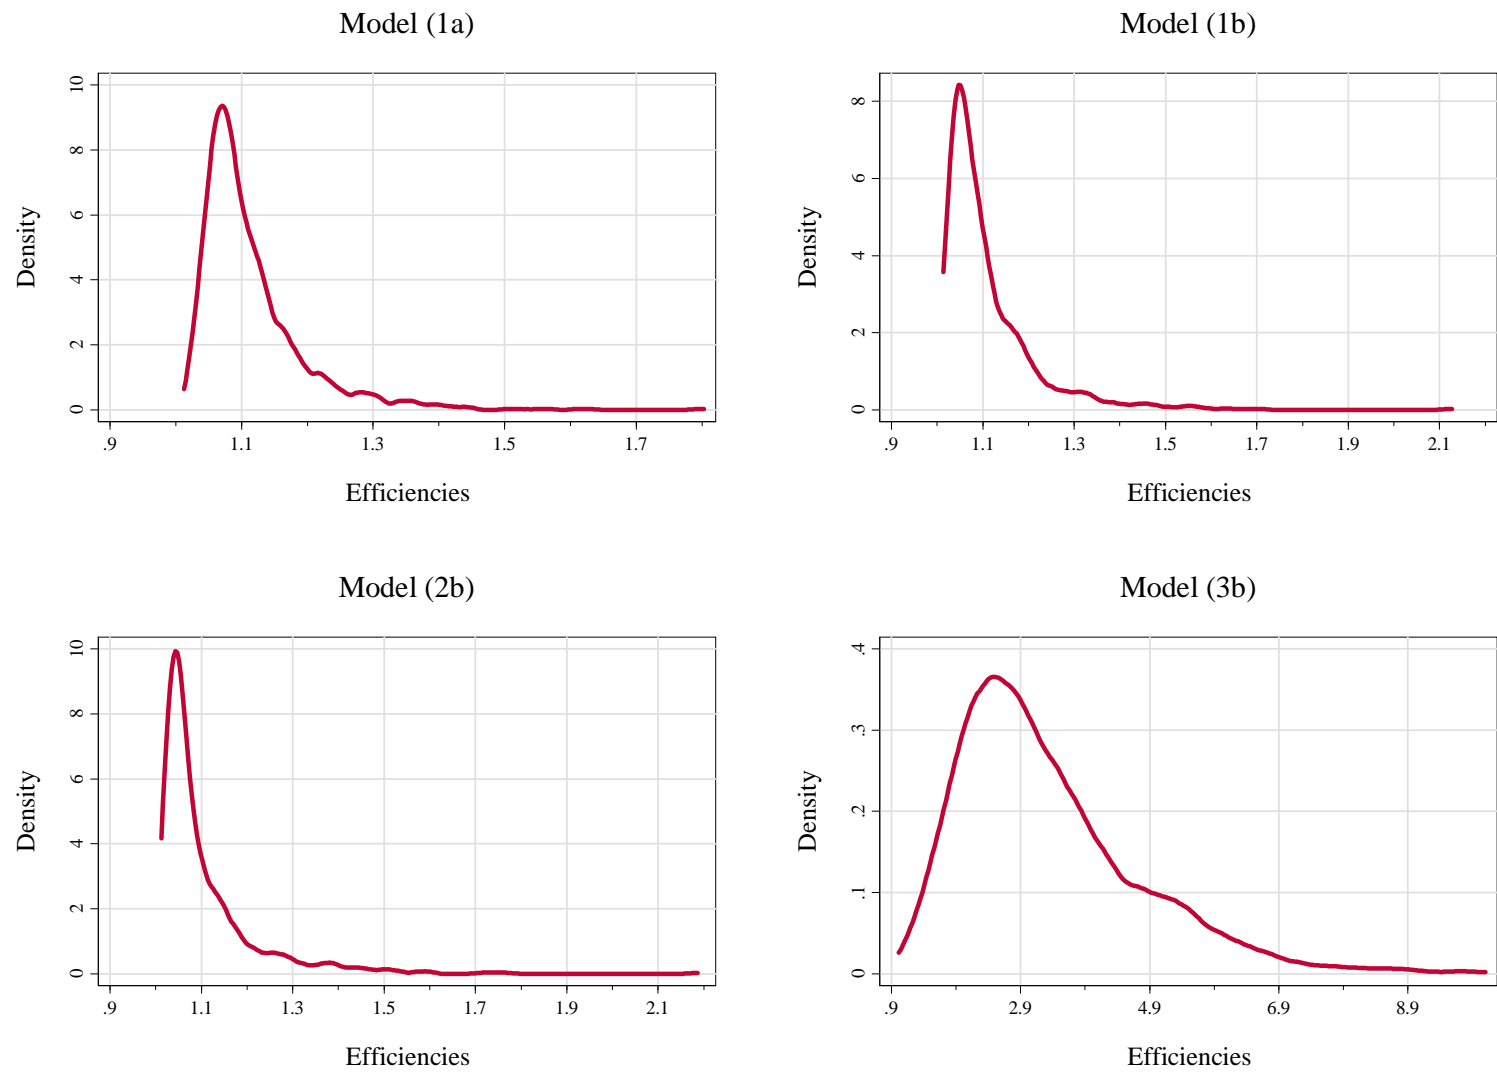 Model (1a)
Density
10
8
6
4
2
0
.9 1.1 1.3 1.5 1.7
Efficiencies
Model (1b)
Density
8
6
4
2
0
.9 1.1 1.3 1.5 1.7 1.9 2.1
Efficiencies
Model (2b)
Density
10
8
6
4
2
0
.9 1.1 1.3 1.5 1.7 1.9 2.1
Efficiencies
Model (3b)
Density
.4
.3
.2
.1
0
.9 2.9 4.9 6.9 8.9
Efficiencies